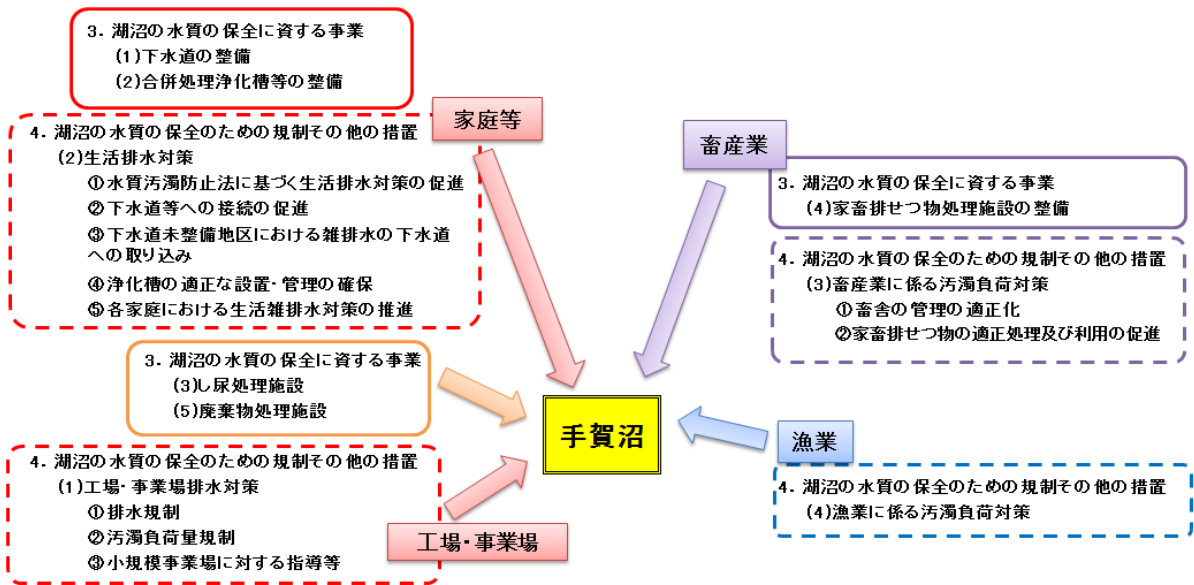 3. 湖沼の水質の保全に資する事業
(1)下水道の整備
(2)合併処理浄化槽等の整備
家庭等
4. 湖沼の水質の保全のための規制その他の措置
(2)生活排水対策
①水質汚濁防止法に基づく生活排水対策の促進
②下水道等への接続の促進
③下水道未整備地区における雑排水の下水道
への取り込み
④浄化槽の適正な設置・管理の確保
⑤各家庭における生活雑排水対策の推進
3. 湖沼の水質の保全に資する事業
(3)し尿処理施設
(5)廃棄物処理施設
4. 湖沼の水質の保全のための規制その他の措置
(1)工場・事業場排水対策
①排水規制
②汚濁負荷量規制
③小規模事業場に対する指導等
工場・事業場
手賀沼
畜産業
3. 湖沼の水質の保全に資する事業
(4)家畜排せつ物処理施設の整備
4. 湖沼の水質の保全のための規制その他の措置
(3)畜産業に係る汚濁負荷対策
①畜舎の管理の適正化
②家畜排せつ物の適正処理及び利用の促進
漁業
4. 湖沼の水質の保全のための規制その他の措置
(4)漁業に係る汚濁負荷対策